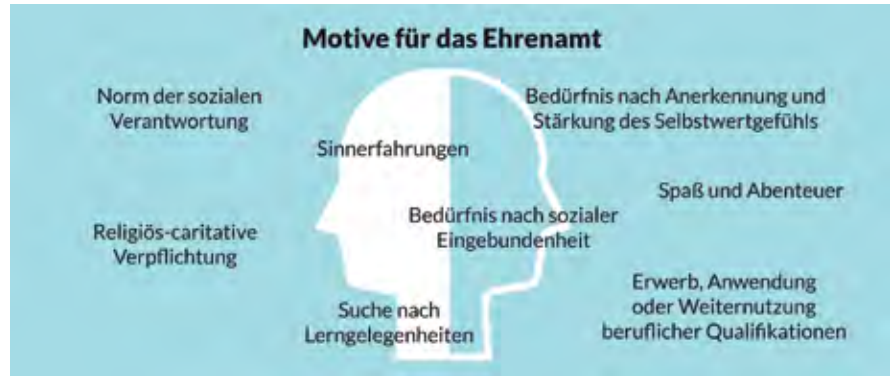 Motive für das Ehrenamt
Norm der sozialen
Verantwortung
Bedürfnis nach Anerkennung und
Stärkung des Selbstwertgefühls
Sinnerfahrungen
Spaß und Abenteuer
Bedürfnis nach sozialer
Eingebundenheit
Religiös-caritative
Verpflichtung
Suche nach
Lerngelegenheiten
Erwerb, Anwendung
oder Weiternutzung
beruflicher Qualifikationen